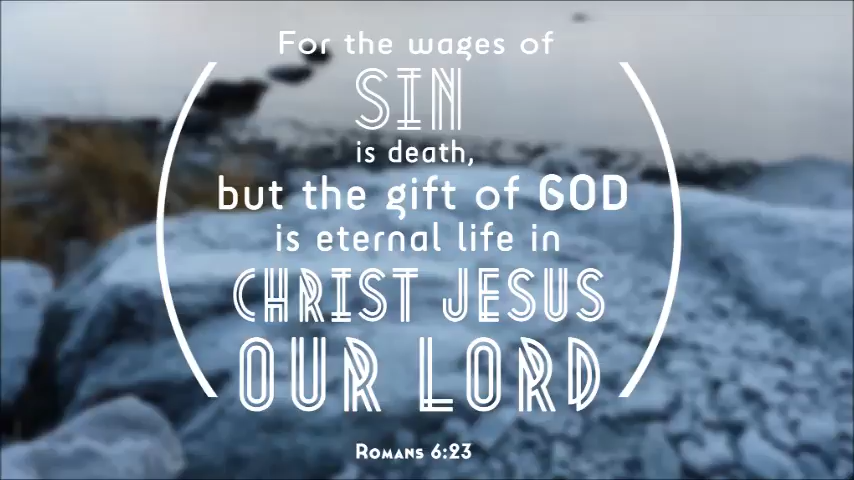 For the wages of
SIN
is death,
but the gift of GOD
is eternal life in
CHRIST JESUS
OUR LORD
Romans 6:23